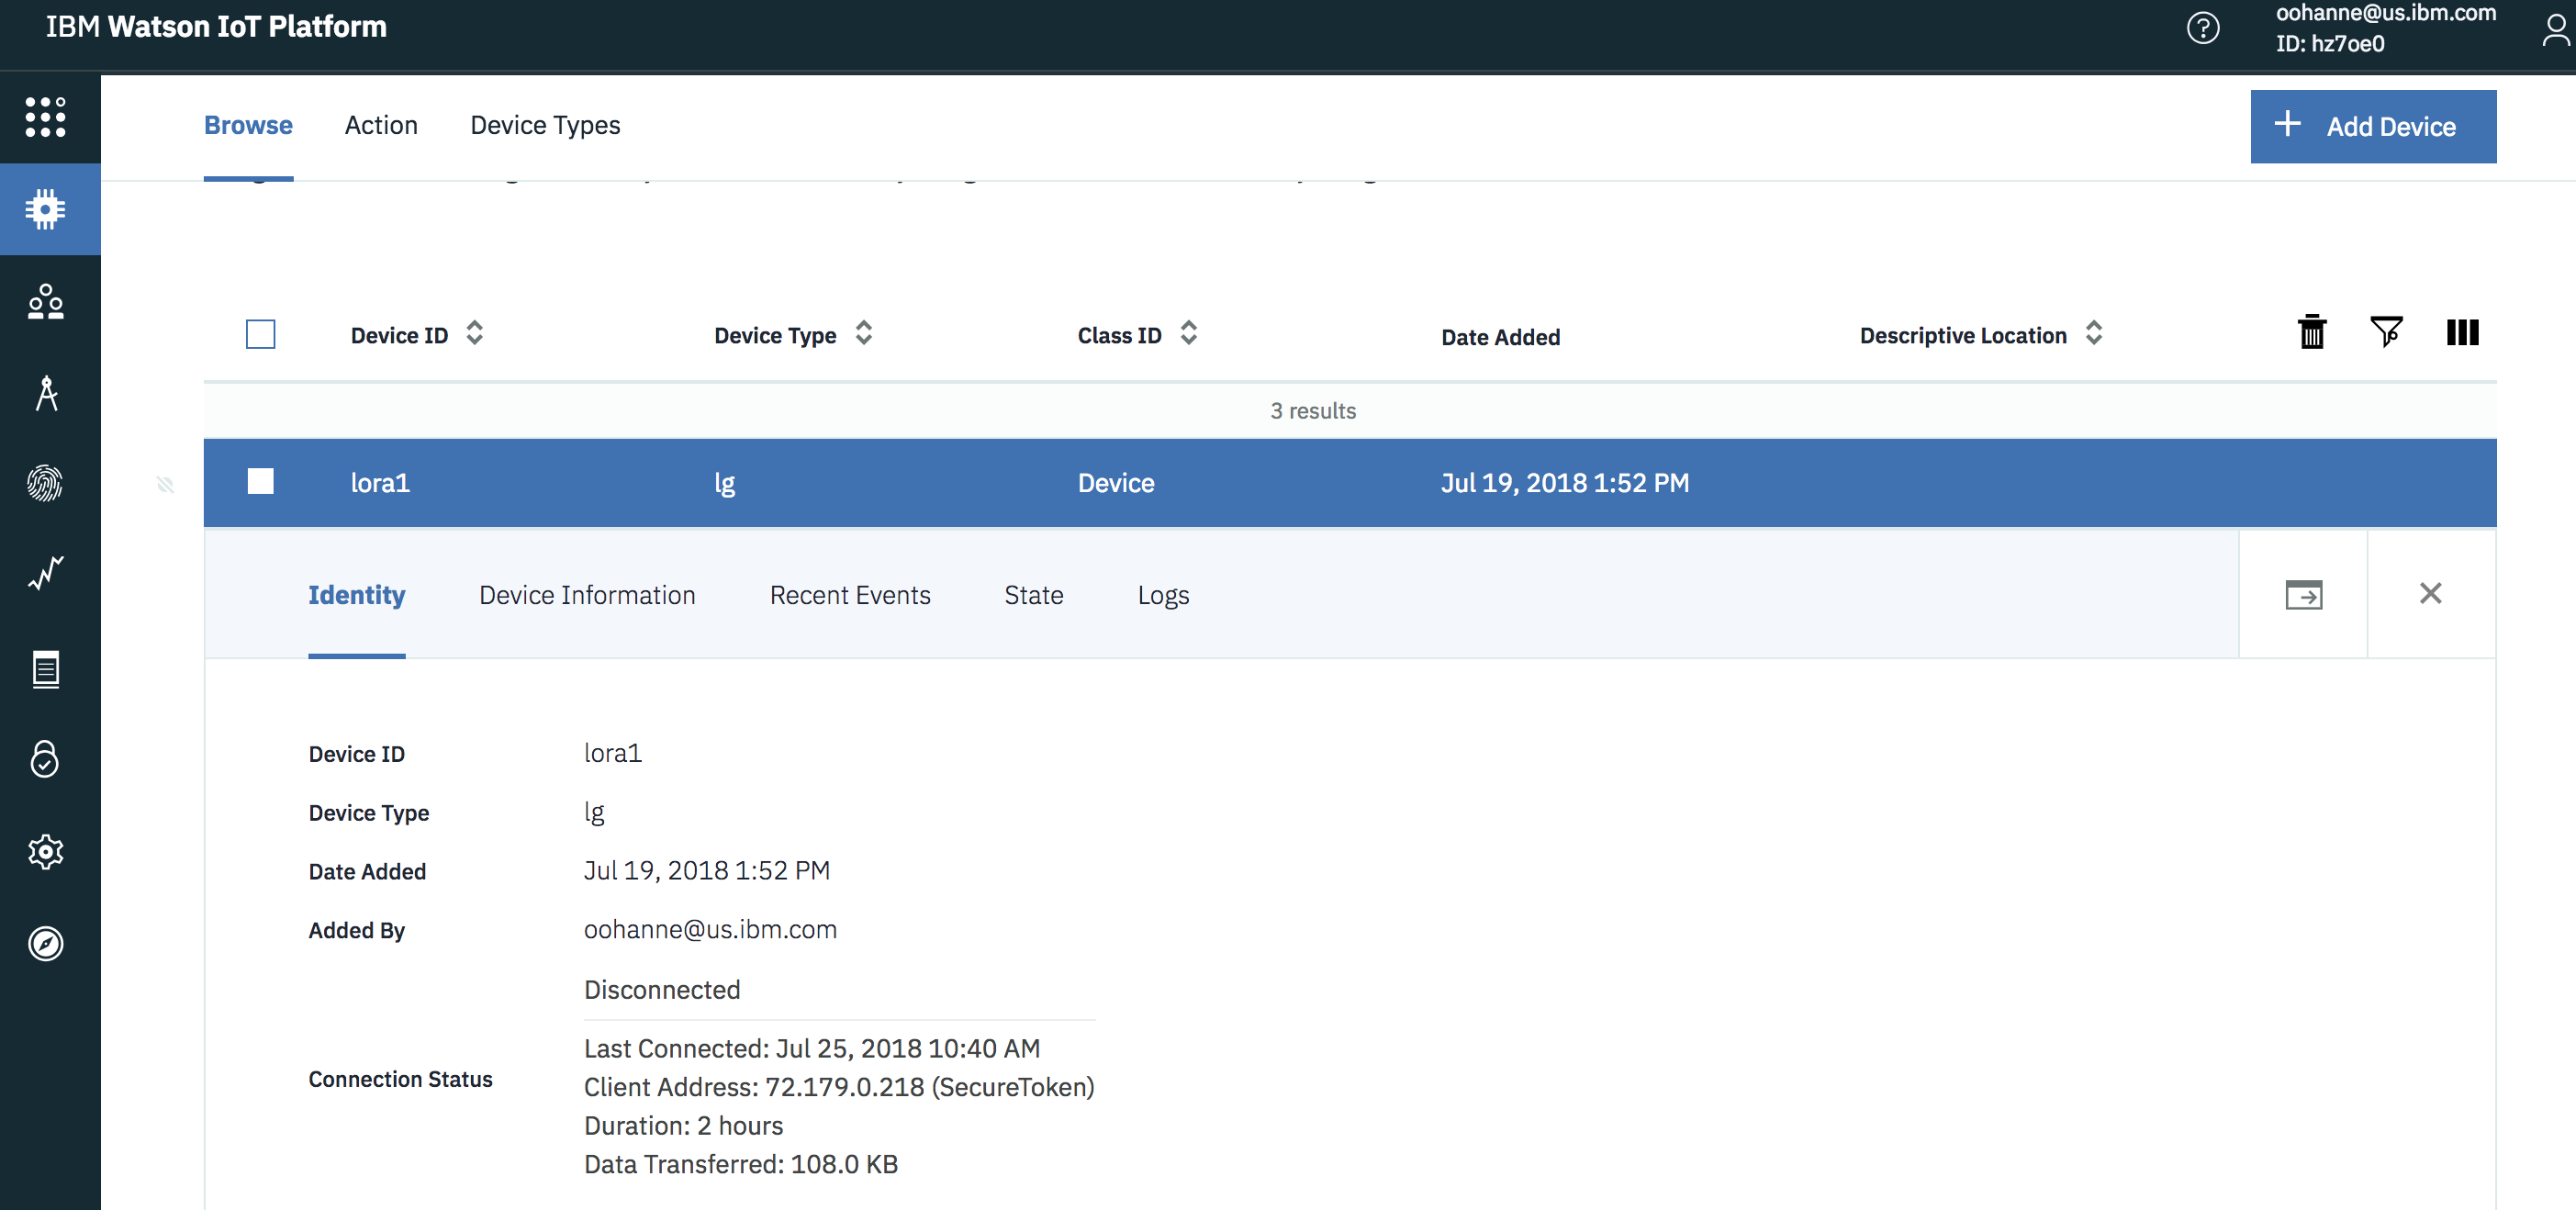 IBM Watson IoT Platform
oohanne@us.ibm.com
ID: hz7oe0
Browse
Action
Device Types
Add Device
Device ID
Device Type
Class ID
Date Added
Descriptive Location
3 results
lora1
lg
Device
Jul 19, 2018 1:52 PM
Identity
Device Information
Recent Events
State
Logs
Device ID
lora1
Device Type
lg
Date Added
Jul 19, 2018 1:52 PM
Added By
oohanne@us.ibm.com
Disconnected
Connection Status
Last Connected: Jul 25, 2018 10:40 AM
Client Address: 72.179.0.218 (SecureToken)
Duration: 2 hours
Data Transferred: 108.0 KB